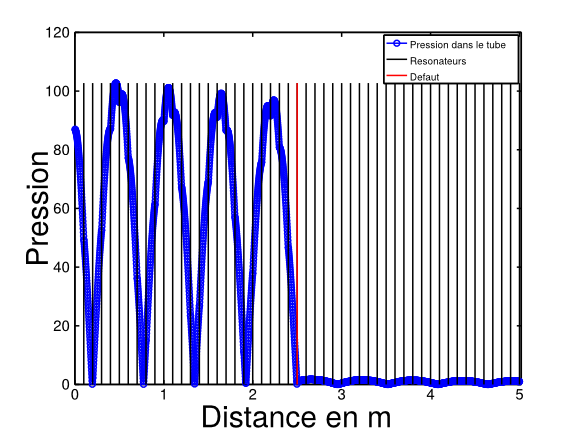 120
100
80
60
40
20
0
Pression
Pression dans le tube
Resonateurs
Defaut
0 1 2 3 4 5
Distance en m